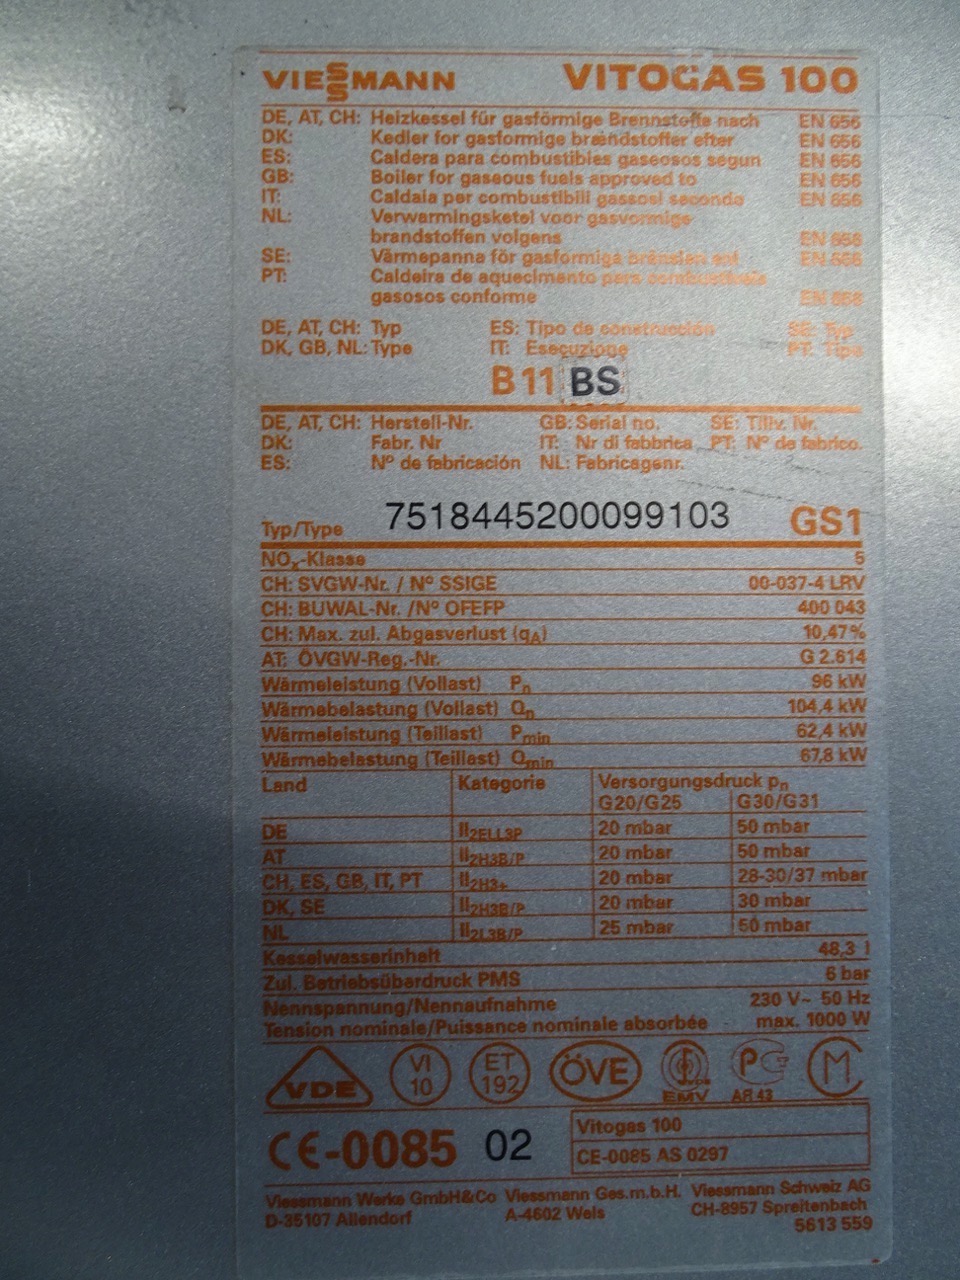 VIESSMANN VITOGAS 100
DE, AT, CH: Heizkessel für gasförmige Brennstoffe nach EN 656
DK: Kedler for gasformige brændstoffer efter EN 656
ES: Caldera para combustibles gaseosos segun EN 656
GB: Boiler for gaseous fuels approved to EN 656
IT: Caldaia per combustibili gassosi secondo EN 656
NL: Verwarmingsketel voor gasvormige
brandstoffen volgens EN 656
SE: Värmepanna för gasformiga bränslen enl EN 656
PT: Caldeira de aquecimento para combustíveis
gasosos conforme EN 656
DE, AT, CH: Typ ES: Tipo de construcción SE: Typ
DK, GB, NL: Type IT: Esecuzione PT: Tipo
B 11 BS
DE, AT, CH: Herstell-Nr. GB: Serial no. SE: Tillv. Nr.
DK: Fabr. Nr IT: Nr di fabbrica PT: Nº de fabrico.
ES: Nº de fabricación NL: Fabricagenr.
Typ/Type 7518445200099103 GS1
NOx-Klasse 5
CH: SVGW-Nr. / Nº SSIGE 00-037-4 LRV
CH: BUWAL-Nr. /Nº OFEFP 400 043
CH: Max. zul. Abgasverlust (qA) 10,47%
AT: ÖVGW-Reg.-Nr. G 2.614
Wärmeleistung (Vollast) Pn 96 kW
Wärmebelastung (Vollast) Qn 104,4 kW
Wärmeleistung (Teillast) Pmin 62,4 kW
Wärmebelastung (Teillast) Qmin 67,8 kW
Land Kategorie Versorgungsdruck pn
G20/G25 G30/G31
DE II2ELL3P 20 mbar 50 mbar
AT II2H3B/P 20 mbar 50 mbar
CH, ES, GB, IT, PT II2H3+ 20 mbar 28-30/37 mbar
DK, SE II2H3B/P 20 mbar 30 mbar
NL II2L3B/P 25 mbar 50 mbar
Kesselwasserinhalt 48,3 l
Zul. Betriebsüberdruck PMS 6 bar
Nennspannung/Nennaufnahme 230 V~ 50 Hz
Tension nominale/Puissance nominale absorbée max. 1000 W
VDE VI 10 ET 192 ÖVE VDE EMV PC АЯ 43 M
CE-0085 02
Vitogas 100
CE-0085 AS 0297
Viessmann Werke GmbH&Co Viessmann Ges.m.b.H. Viessmann Schweiz AG
D-35107 Allendorf A-4602 Wels CH-8957 Spreitenbach
5613 559